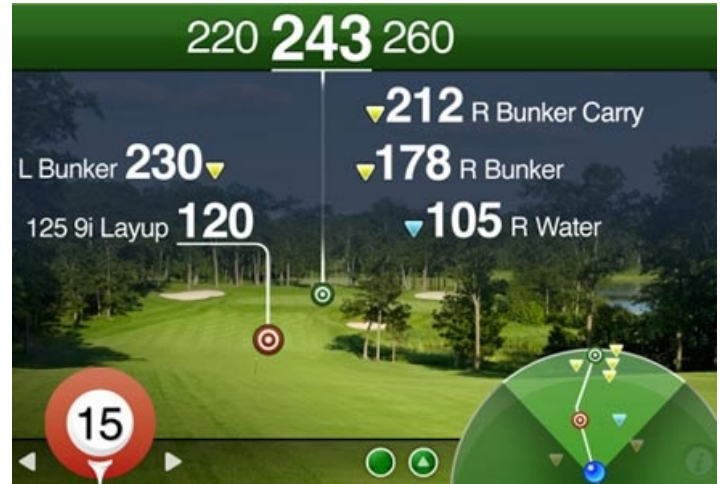 220 243 260
212 R Bunker Carry
L Bunker 230
178 R Bunker
125 9i Layup 120
105 R Water
15
i